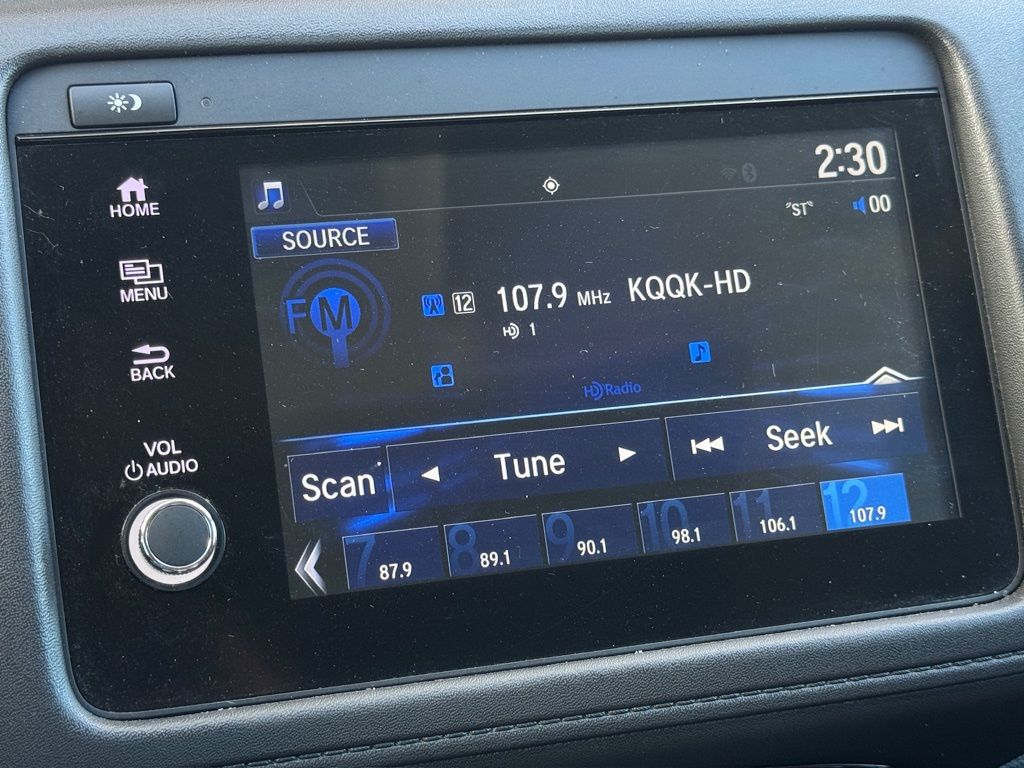 HOME
MENU
BACK
VOL
AUDIO
2:30
"ST"
00
SOURCE
FM
12
107.9 MHz
KQQK-HD
HD 1
HD Radio
Scan
Tune
Seek
7 87.9
8 89.1
9 90.1
10 98.1
11 106.1
12 107.9